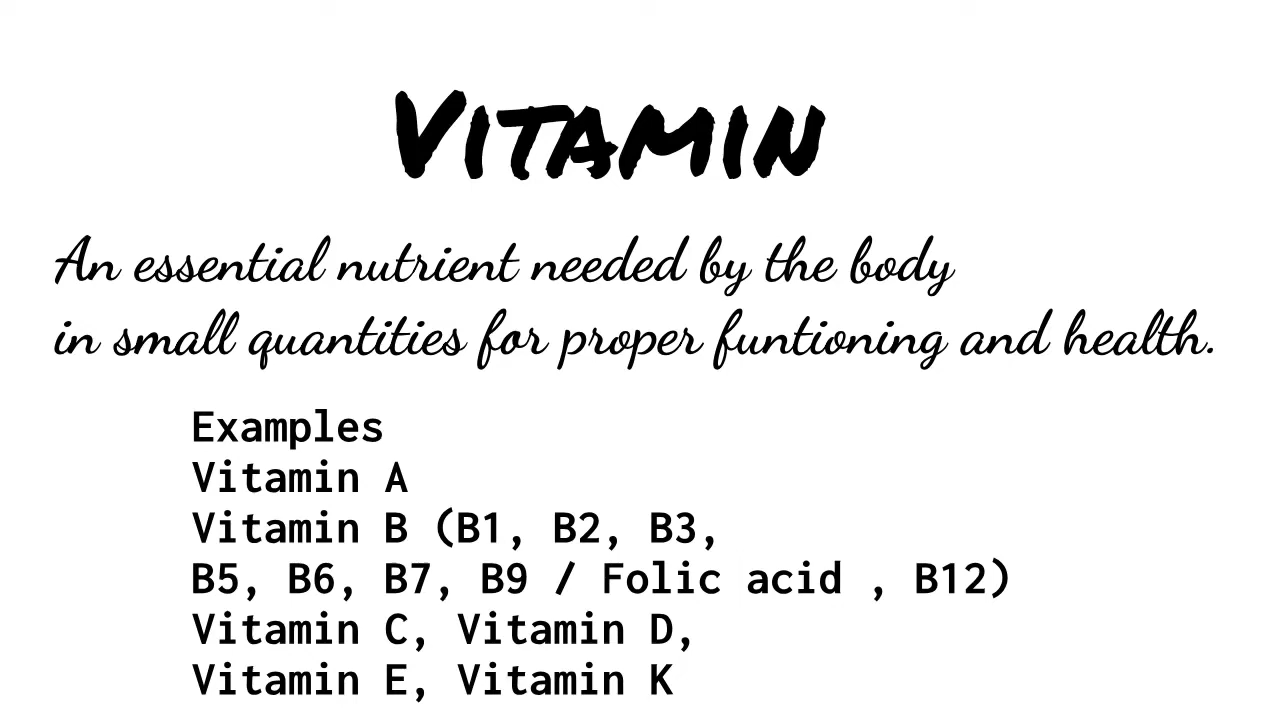 Vitamin
An essential nutrient needed by the body
in small quantities for proper funtioning and health.
Examples
Vitamin A
Vitamin B (B1, B2, B3,
B5, B6, B7, B9 / Folic acid , B12)
Vitamin C, Vitamin D,
Vitamin E, Vitamin K